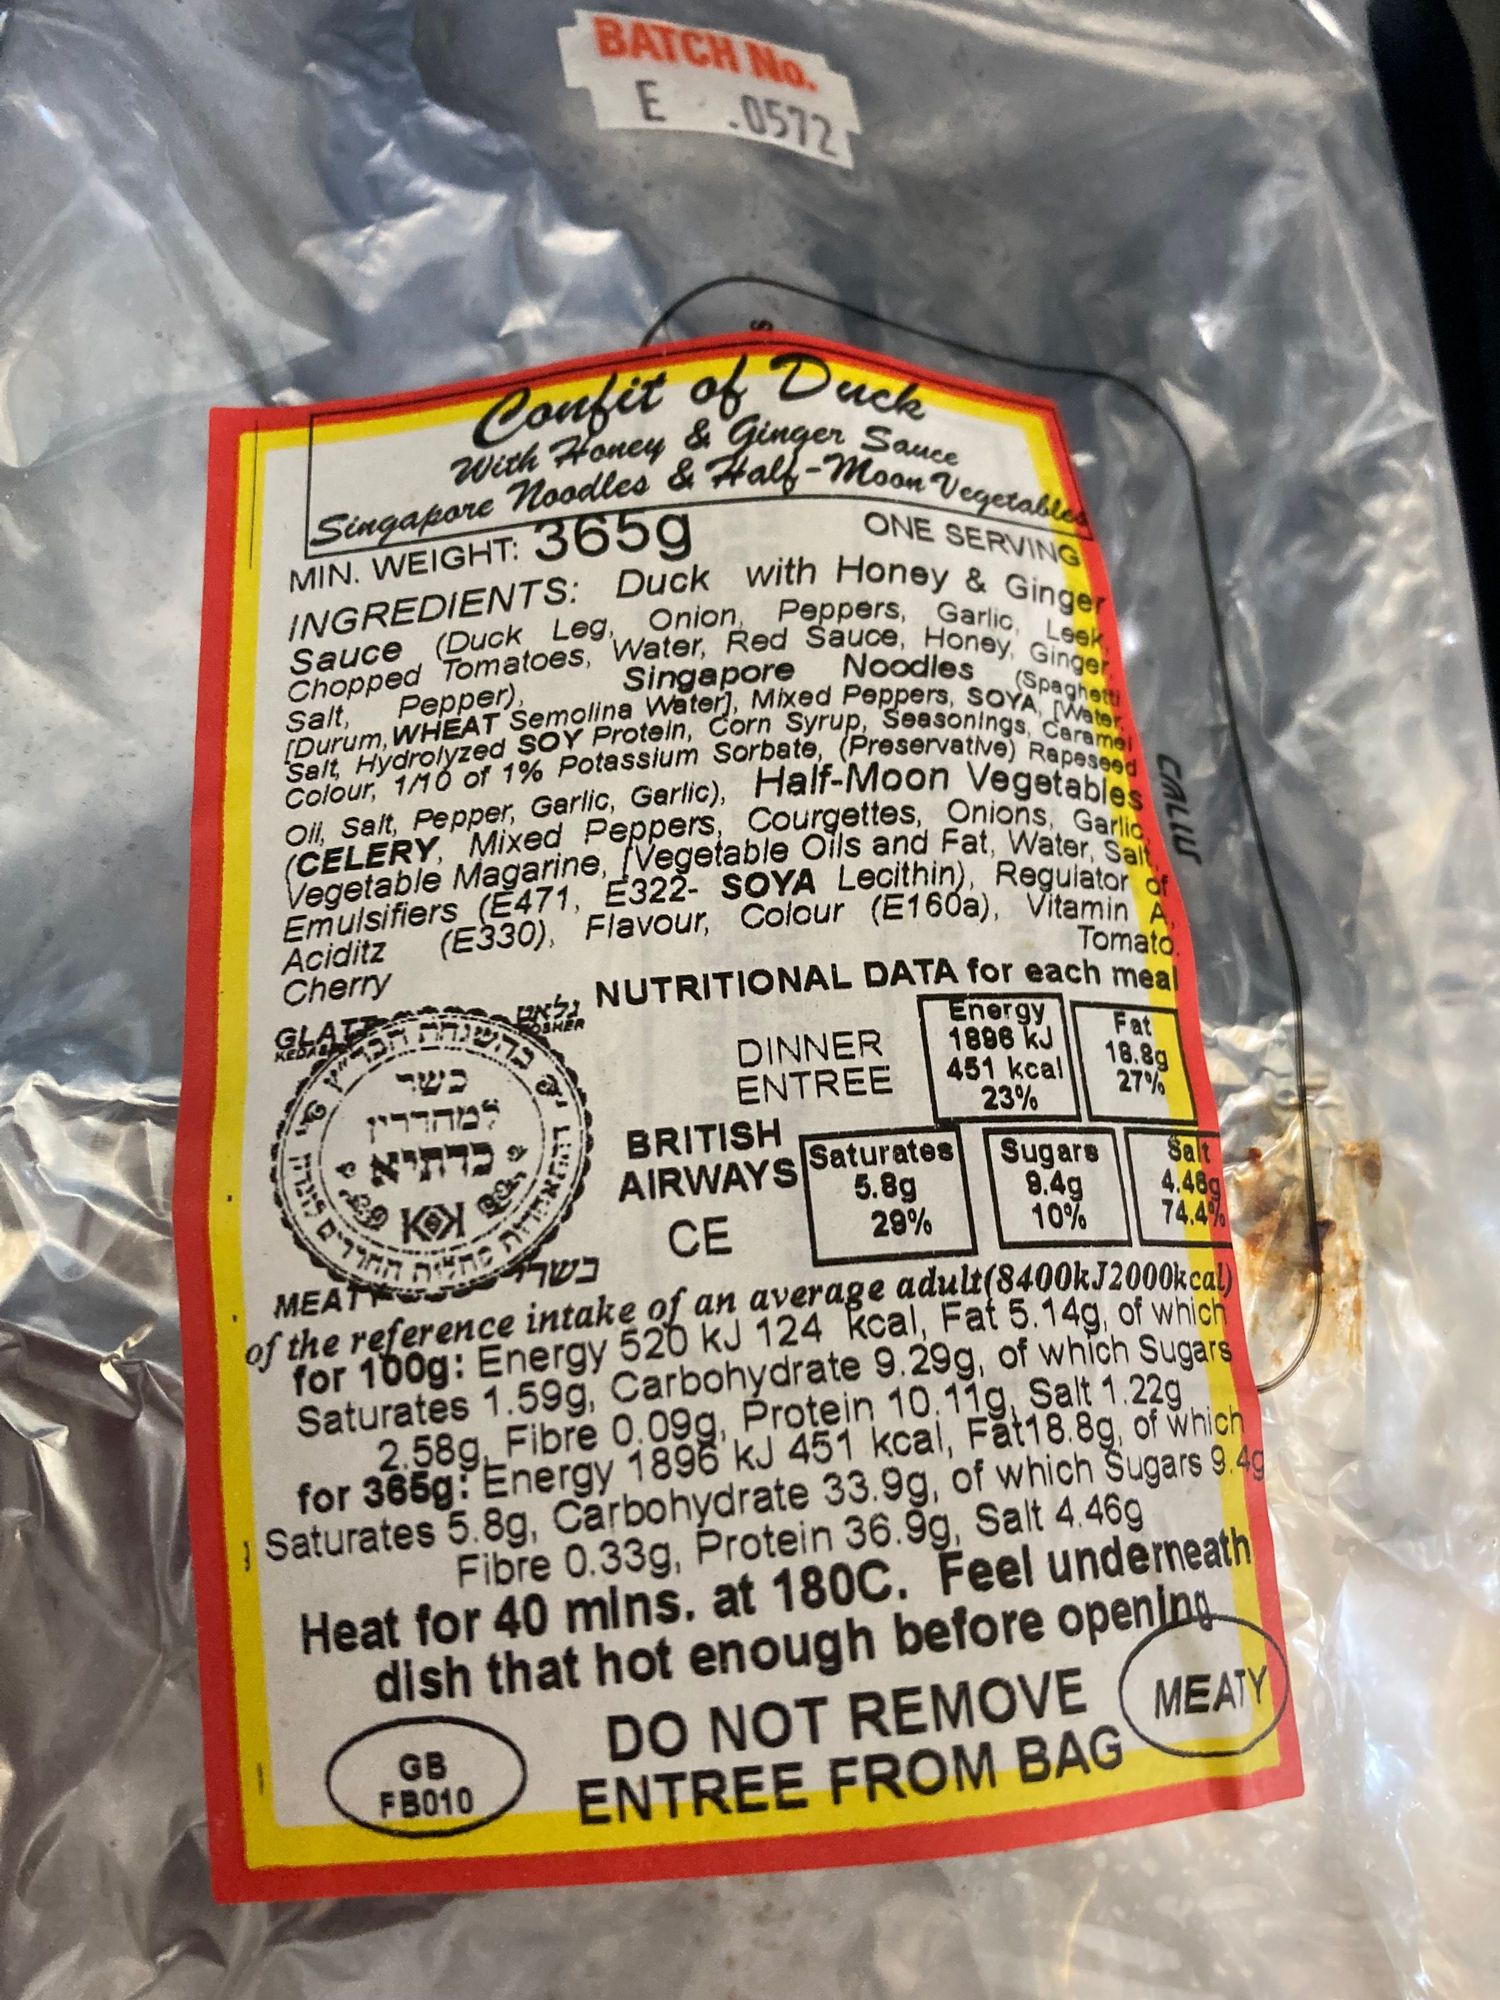 BATCH No.
E .0572
Confit of Duck
With Honey & Ginger Sauce
Singapore Noodles & Half-Moon Vegetables
MIN. WEIGHT: 365g ONE SERVING
INGREDIENTS: Duck with Honey & Ginger
Sauce (Duck Leg, Onion, Peppers, Garlic, Leek,
Chopped Tomatoes, Water, Red Sauce, Honey, Ginger,
Salt, Pepper), Singapore Noodles (Spaghetti
[Durum, WHEAT Semolina Water], Mixed Peppers, SOYA, [Water,
Salt, Hydrolyzed SOY Protein, Corn Syrup, Seasonings, Caramel
Colour, 1/10 of 1% Potassium Sorbate, (Preservative) Rapeseed
Oil, Salt, Pepper, Garlic, Garlic), Half-Moon Vegetables
(CELERY, Mixed Peppers, Courgettes, Onions, Garlic,
Vegetable Magarine, [Vegetable Oils and Fat, Water, Salt,
Emulsifiers (E471, E322- SOYA Lecithin), Regulator of
Aciditz (E330), Flavour, Colour (E160a), Vitamin A,
Cherry Tomato.
NUTRITIONAL DATA for each meal
GLATT גלאט
KOSHER
בהשגחת
כשר
למהדרין
כדתיא
KK
MEATY בשרי
DINNER
ENTREE
BRITISH
AIRWAYS
CE
Energy
1896 kJ
451 kcal
23%
Fat
18.8g
27%
Saturates
5.8g
29%
Sugars
9.4g
10%
Salt
4.46g
74.4%
of the reference intake of an average adult(8400kJ2000kcal)
for 100g: Energy 520 kJ 124 kcal, Fat 5.14g, of which
Saturates 1.59g, Carbohydrate 9.29g, of which Sugars
2.58g, Fibre 0.09g, Protein 10.11g, Salt 1.22g
for 365g: Energy 1896 kJ 451 kcal, Fat18.8g, of which
Saturates 5.8g, Carbohydrate 33.9g, of which Sugars 9.4g
Fibre 0.33g, Protein 36.9g, Salt 4.46g
Heat for 40 mins. at 180C. Feel underneath
dish that hot enough before opening
DO NOT REMOVE
ENTREE FROM BAG
MEATY
GB
FB010